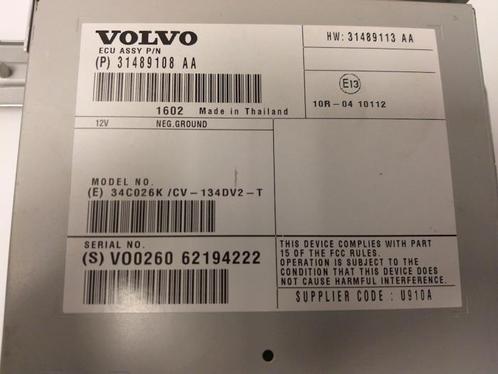 VOLVO
ECU ASSY P/N
(P) 31489108 AA
HW: 31489113 AA
E13
10R-04 10112
1602 Made in Thailand
12V NEG.GROUND
MODEL NO.
(E) 34C026K /CV-134DV2-T
SERIAL NO.
(S) VO0260 62194222
THIS DEVICE COMPLIES WITH PART
15 OF THE FCC RULES.
OPERATION IS SUBJECT TO THE
CONDITION THAT THIS DEVICE DOES
NOT CAUSE HARMFUL INTERFERENCE.
SUPPLIER CODE : U910A